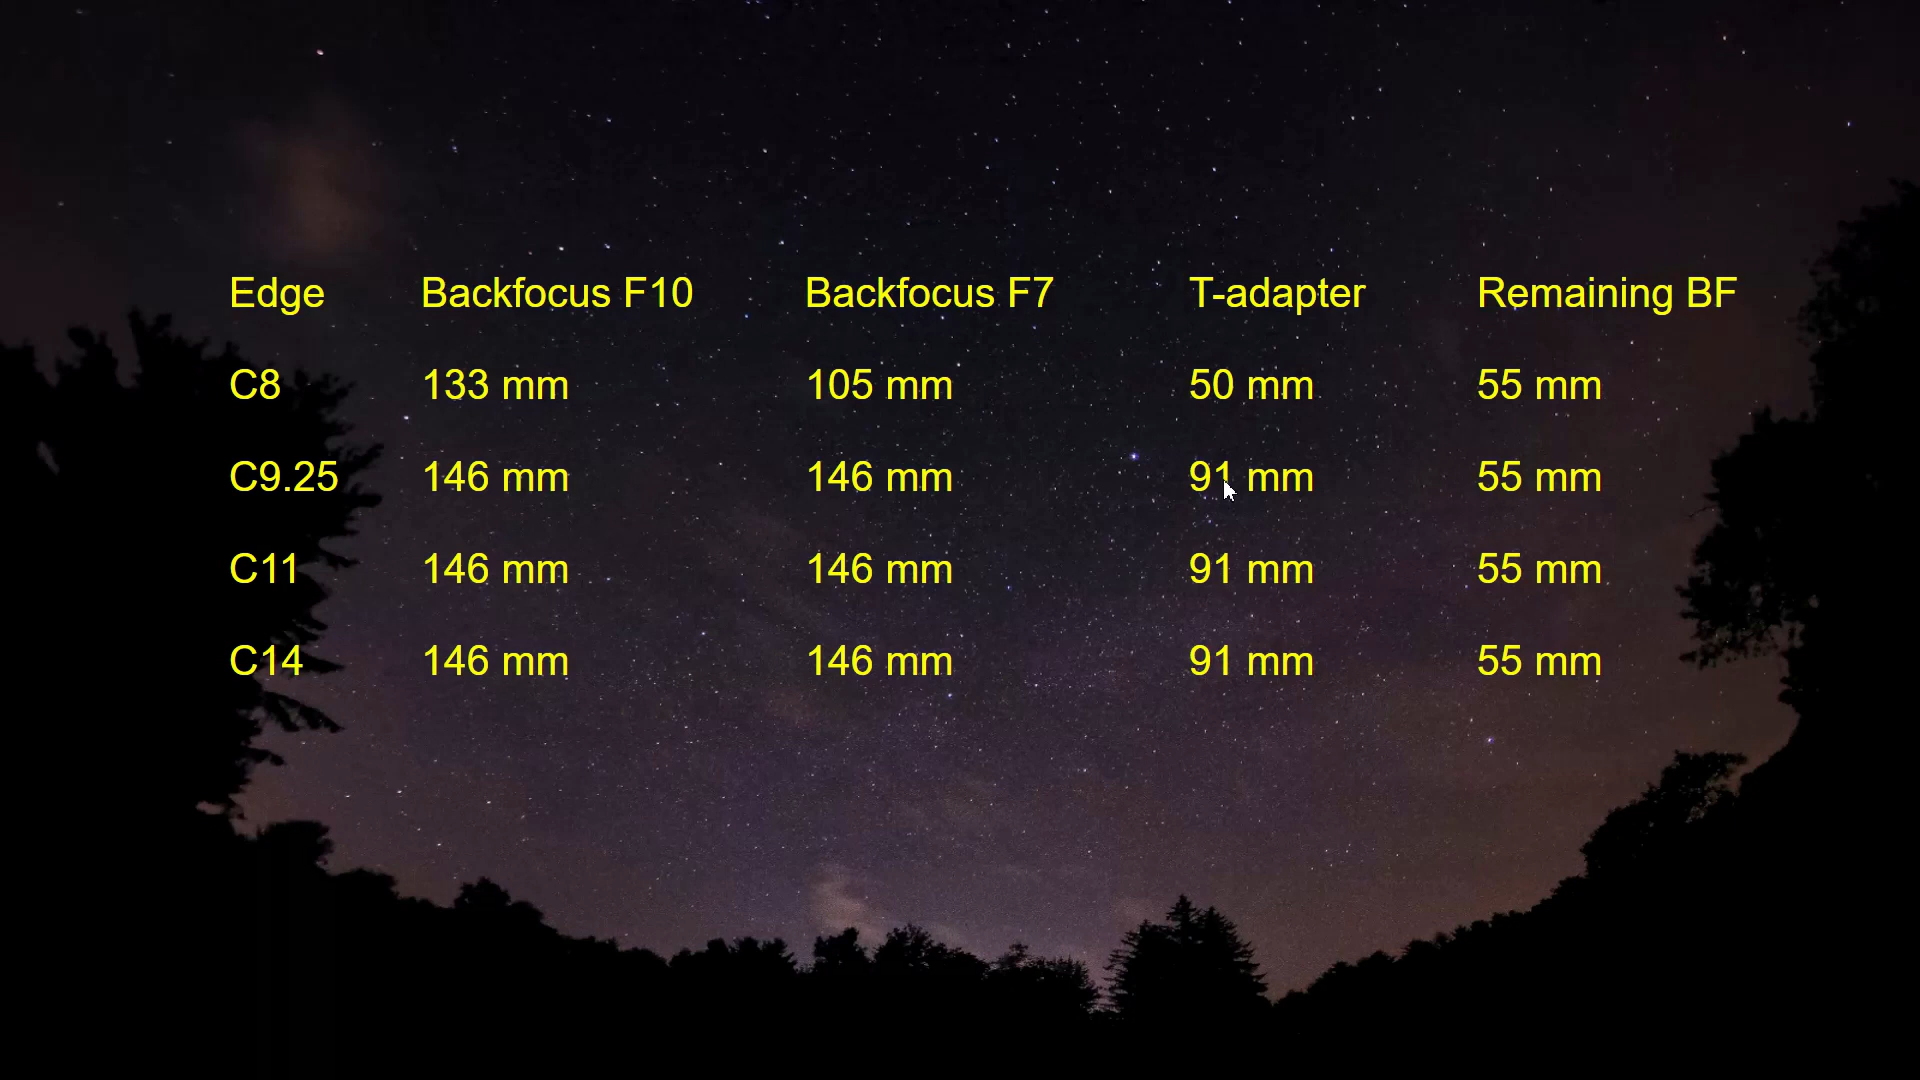 Edge Backfocus F10 Backfocus F7 T-adapter Remaining BF
C8 133 mm 105 mm 50 mm 55 mm
C9.25 146 mm 146 mm 91 mm 55 mm
C11 146 mm 146 mm 91 mm 55 mm
C14 146 mm 146 mm 91 mm 55 mm